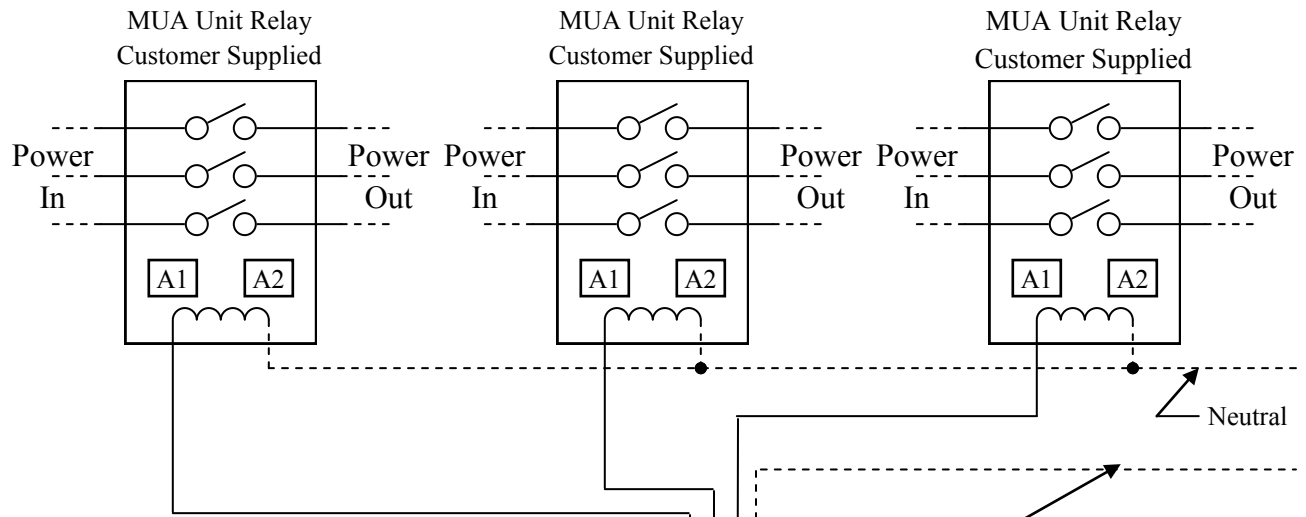 MUA Unit Relay
Customer Supplied
MUA Unit Relay
Customer Supplied
MUA Unit Relay
Customer Supplied
Power
In
Power
Out
Power
In
Power
Out
Power
In
Power
Out
A1
A2
A1
A2
A1
A2
Neutral